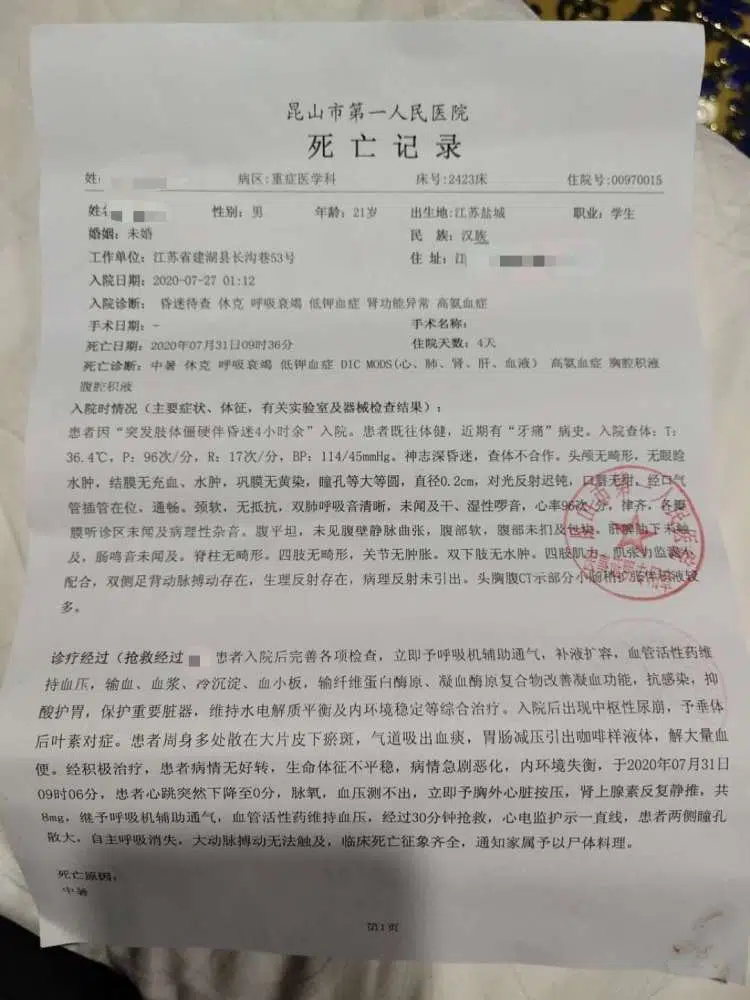 昆山市第一人民医院
死亡记录
姓 病区:重症医学科 床号:2423床 住院号:00970015
姓名 性别:男 年龄:21岁 出生地:江苏盐城 职业:学生
婚姻:未婚 民 族:汉族
工作单位:江苏省建湖县长沟巷53号 住 址:江
入院日期:2020-07-27 01:12
入院诊断: 昏迷待查 休克 呼吸衰竭 低钾血症 肾功能异常 高氨血症
手术日期:- 手术名称:
死亡日期:2020年07月31日09时36分 住院天数:4天
死亡诊断:中暑 休克 呼吸衰竭 低钾血症 DIC MODS(心、肺、肾、肝、血液) 高氨血症 胸腔积液
腹腔积液
入院时情况(主要症状、体征,有关实验室及器械检查结果):
患者因“突发肢体僵硬伴昏迷4小时余”入院。患者既往体健,近期有“牙痛”病史。入院查体:T:
36.4℃,P:96次/分,R:17次/分,BP:114/45mmHg。神志深昏迷,查体不合作。头颅无畸形,无眼睑
水肿,结膜无充血、水肿,巩膜无黄染,瞳孔等大等圆,直径0.2cm,对光反射迟钝,口唇无绀,经口气
管插管在位,通畅。颈软,无抵抗,双肺呼吸音清晰,未闻及干、湿性啰音,心率96次/分,律齐,各瓣
膜听诊区未闻及病理性杂音。腹平坦,未见腹壁静脉曲张,腹部软,腹部未扪及包块,肝脾肋下未触
及,肠鸣音未闻及。脊柱无畸形。四肢无畸形,关节无肿胀。双下肢无水肿。四肢肌力、肌张力监测不
配合,双侧足背动脉搏动存在,生理反射存在,病理反射未引出。头胸腹CT示部分小肠稍扩张伴积液较
多。
诊疗经过(抢救经过 患者入院后完善各项检查,立即予呼吸机辅助通气,补液扩容,血管活性药维
持血压,输血、血浆、冷沉淀、血小板,输纤维蛋白酶原、凝血酶原复合物改善凝血功能,抗感染,抑
酸护胃,保护重要脏器,维持水电解质平衡及内环境稳定等综合治疗。入院后出现中枢性尿崩,予垂体
后叶素对症。患者周身多处散在大片皮下瘀斑,气道吸出血痰,胃肠减压引出咖啡样液体,解大量血
便。经积极治疗,患者病情无好转,生命体征不平稳,病情急剧恶化,内环境失衡,于2020年07月31日
09时06分,患者心跳突然下降至0分,脉氧,血压测不出,立即予胸外心脏按压,肾上腺素反复静推,共
8mg,继予呼吸机辅助通气,血管活性药维持血压,经过30分钟抢救,心电监护示一直线,患者两侧瞳孔
散大,自主呼吸消失,大动脉搏动无法触及,临床死亡征象齐全,通知家属予以尸体料理。
死亡原因:
中暑
第1页